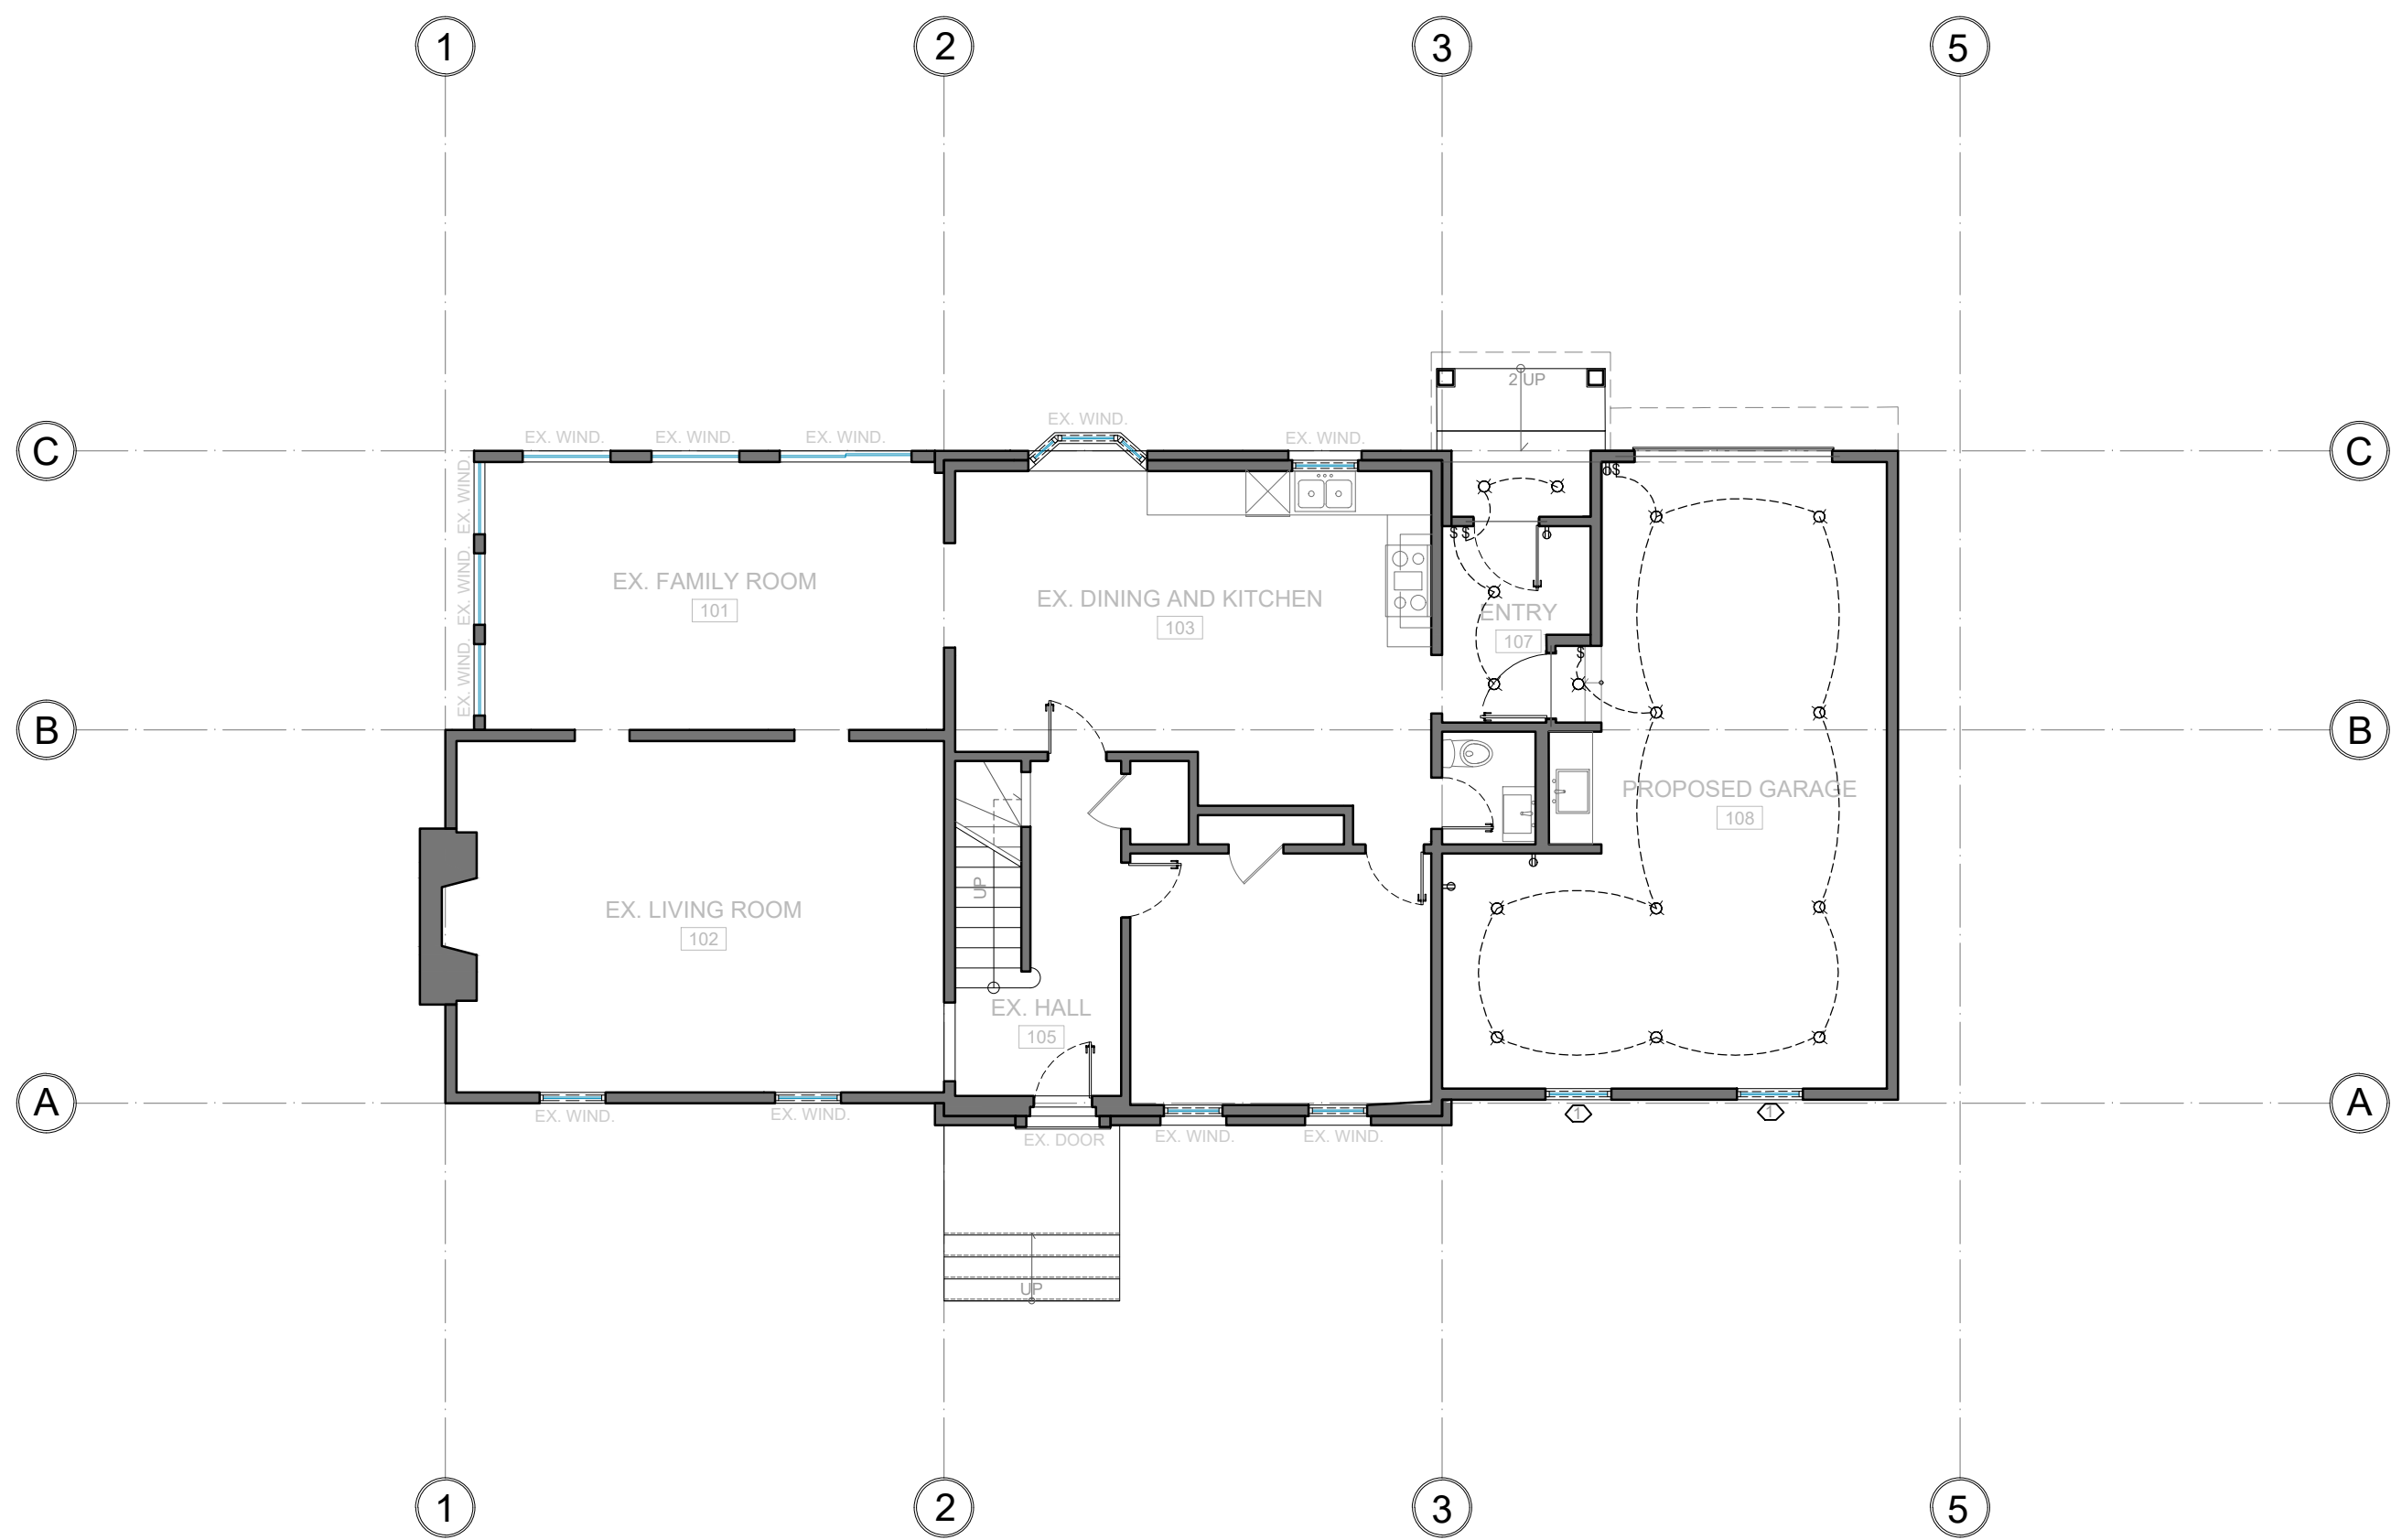 1 2 3 5
2 UP
EX. WIND.
EX. WIND. EX. WIND. EX. WIND. EX. WIND.
C C
EX. WIND.
EX. WIND.
EX. WIND.
$
$ $
EX. FAMILY ROOM
101
EX. DINING AND KITCHEN
103
ENTRY
107
$
B B
PROPOSED GARAGE
108
UP
EX. LIVING ROOM
102
EX. HALL
105
A A
EX. WIND. EX. WIND.
1 1
EX. DOOR EX. WIND. EX. WIND.
UP
1 2 3 5